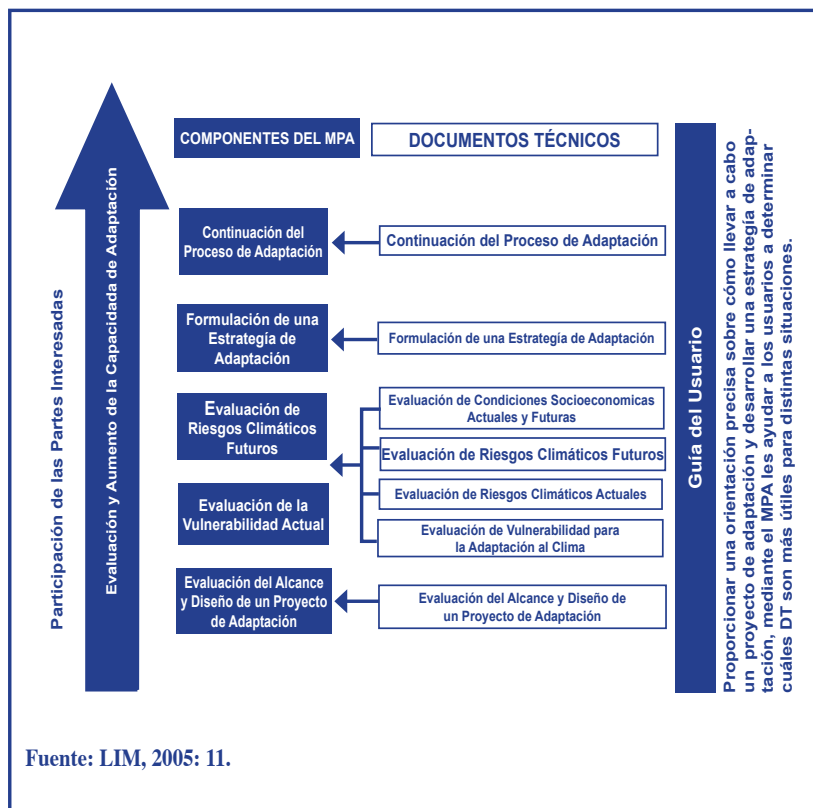 COMPONENTES DEL MPA
DOCUMENTOS TÉCNICOS
Participación de las Partes Interesadas
Evaluación y Aumento de la Capacidada de Adaptación
Continuación del
Proceso de Adaptación
Continuación del Proceso de Adaptación
Formulación de una
Estrategía de
Adaptación
Formulación de una Estrategía de Adaptación
Evaluación de
Riesgos Climáticos
Futuros
Evaluación de la
Vulnerabilidad Actual
Evaluación de Condiciones Socioeconomicas
Actuales y Futuras
Evaluación de Riesgos Climáticos Futuros
Evaluación de Riesgos Climáticos Actuales
Evaluación de Vulnerabilidad para
la Adaptación al Clima
Evaluación del Alcance
y Diseño de un Proyecto
de Adaptación
Evaluación del Alcance y Diseño de
un Proyecto de Adaptación
Guía del Usuario
Proporcionar una orientación precisa sobre cómo llevar a cabo
un proyecto de adaptación y desarrollar una estrategía de adap-
tación, mediante el MPA les ayudar a los usuarios a determinar
cuáles DT son más útiles para distintas situaciones.
Fuente: LIM, 2005: 11.